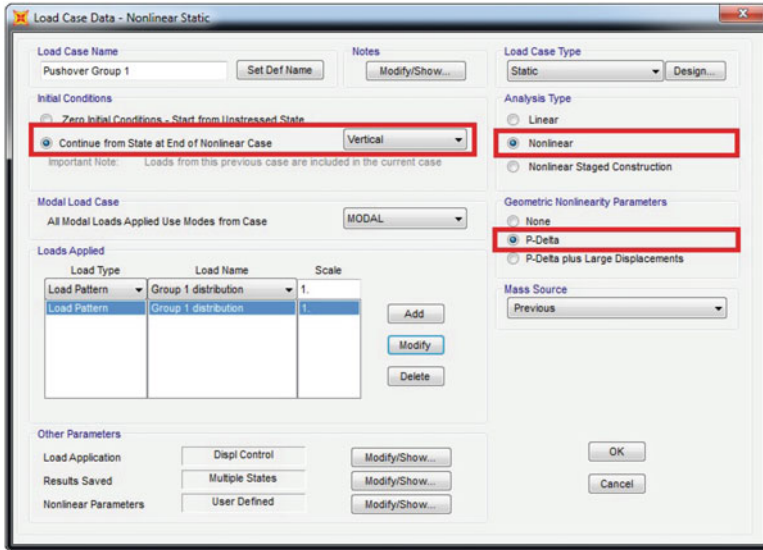 Load Case Data - Nonlinear Static
Load Case Name
Pushover Group 1
Set Def Name
Notes
Modify/Show...
Load Case Type
Static
Design...
Initial Conditions
Zero Initial Conditions - Start from Unstressed State
Continue from State at End of Nonlinear Case
Vertical
Important Note: Loads from this previous case are included in the current case
Analysis Type
Linear
Nonlinear
Nonlinear Staged Construction
Modal Load Case
All Modal Loads Applied Use Modes from Case
MODAL
Geometric Nonlinearity Parameters
None
P-Delta
P-Delta plus Large Displacements
Loads Applied
Load Type Load Name Scale
Load Pattern Group 1 distribution 1.
Load Pattern Group 1 distribution 1.
Add
Modify
Delete
Mass Source
Previous
Other Parameters
Load Application Displ Control Modify/Show...
Results Saved Multiple States Modify/Show...
Nonlinear Parameters User Defined Modify/Show...
OK
Cancel